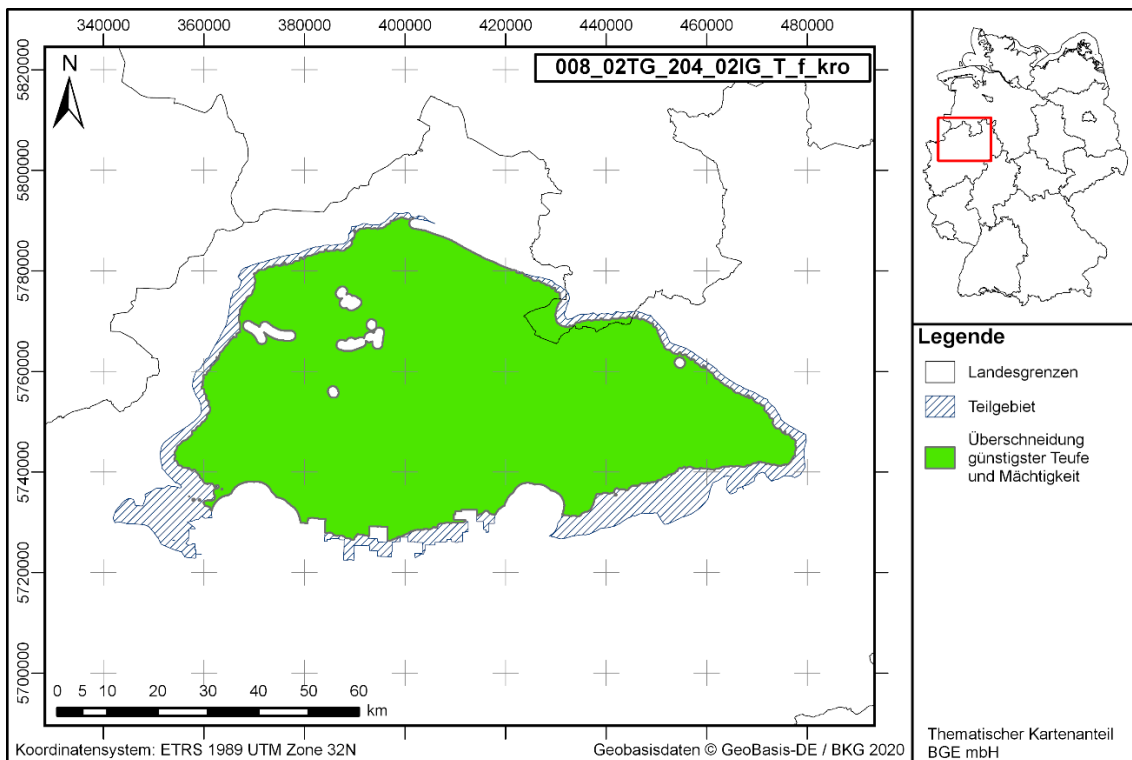 340000 360000 380000 400000 420000 440000 460000 480000
5820000
5800000
5780000
5760000
5740000
5720000
5700000
N
008_02TG_204_02IG_T_f_kro
0 5 10 20 30 40 50 60
km
Koordinatensystem: ETRS 1989 UTM Zone 32N
Geobasisdaten © GeoBasis-DE / BKG 2020
Legende
Landesgrenzen
Teilgebiet
Überschneidung
günstigster Teufe
und Mächtigkeit
Thematischer Kartenanteil
BGE mbH